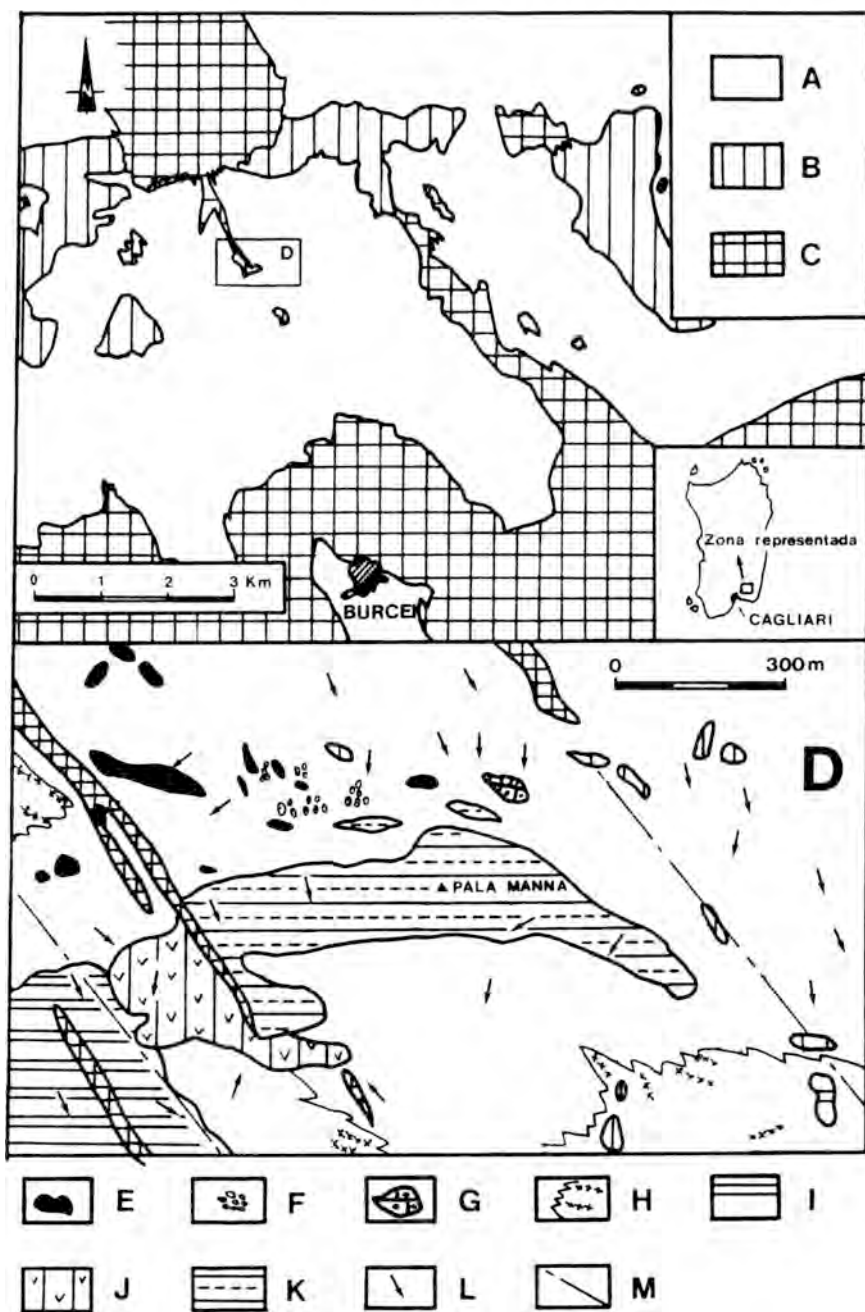 A
B
C
D
Zona representada
CAGLIARI
0 1 2 3 Km
BURCEI
0 300m
D
PALA MANNA
E F G H I
J K L M